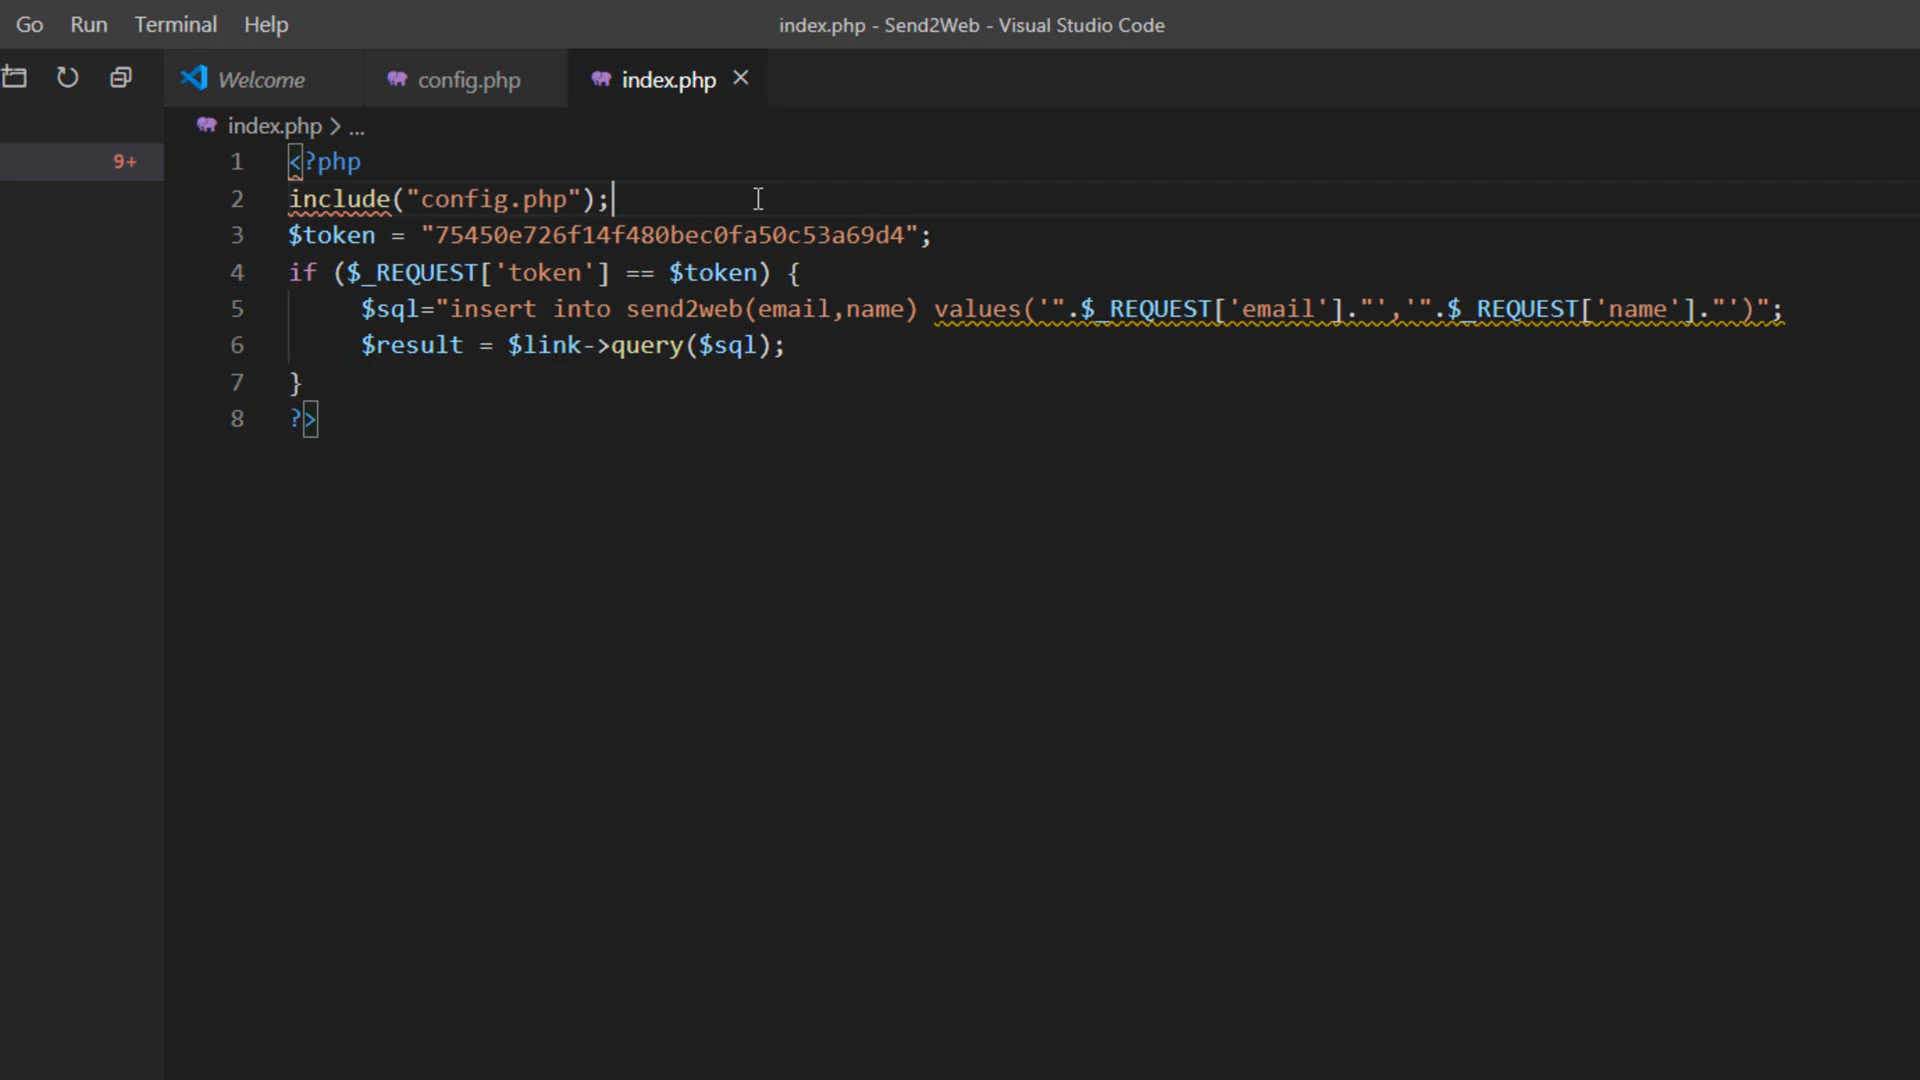 Go Run Terminal Help index.php - Send2Web - Visual Studio Code
Welcome config.php index.php
index.php > ...
9+
1 <?php
2 include("config.php");
3 $token = "75450e726f14f480bec0fa50c53a69d4";
4 if ($_REQUEST['token'] == $token) {
5 $sql="insert into send2web(email,name) values('".$_REQUEST['email']."','".$_REQUEST['name']."')";
6 $result = $link->query($sql);
7 }
8 ?>